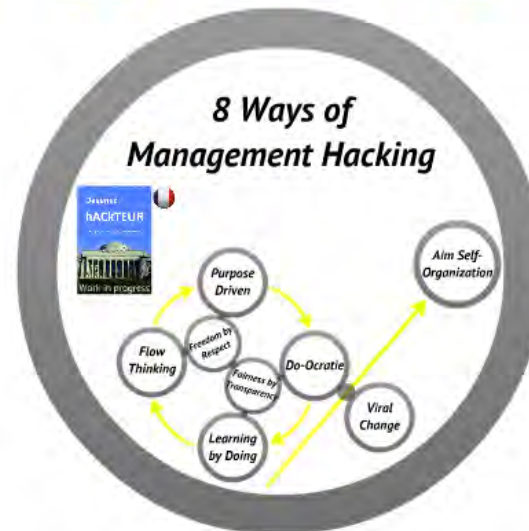 8 Ways of
Management Hacking
Devenez
hACkTEUR
Work in progress
Purpose
Driven
Aim Self-
Organization
Freedom by
Respect
Flow
Thinking
Fairness by
Transparency
Do-Ocratie
Viral
Change
Learning
by Doing